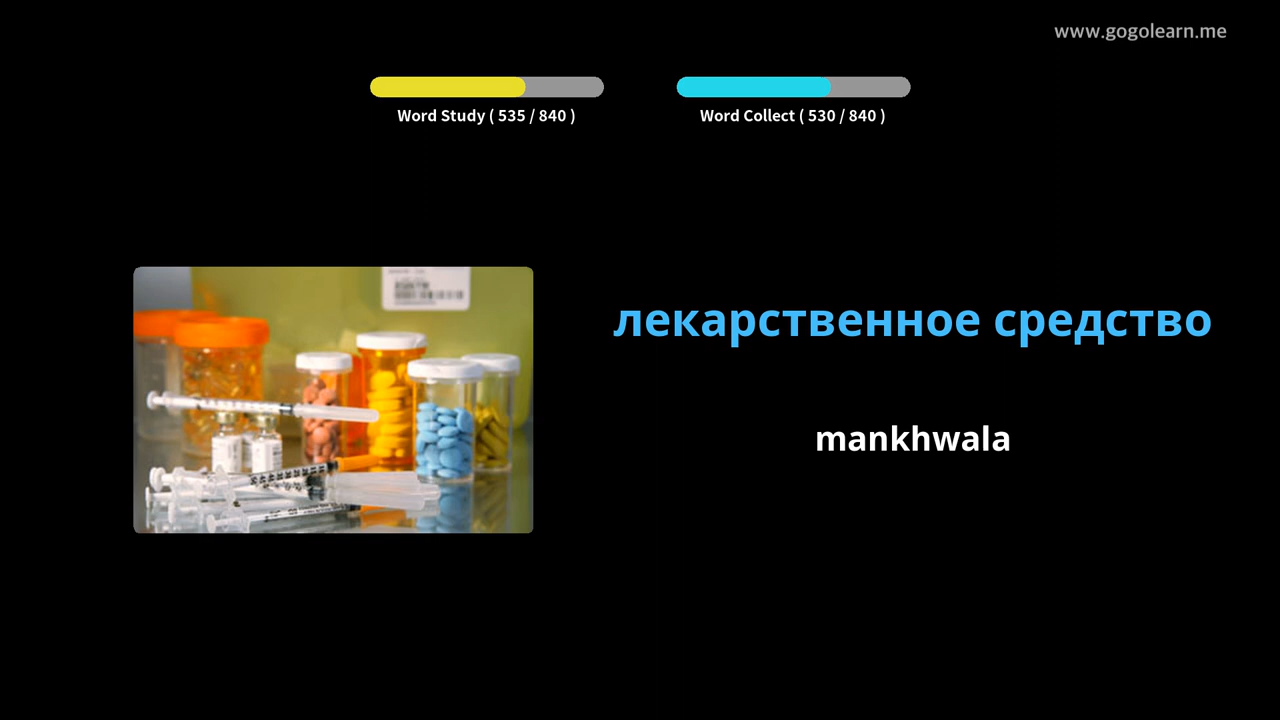 www.gogolearn.me
Word Study ( 535 / 840 )
Word Collect ( 530 / 840 )
лекарственное средство
mankhwala